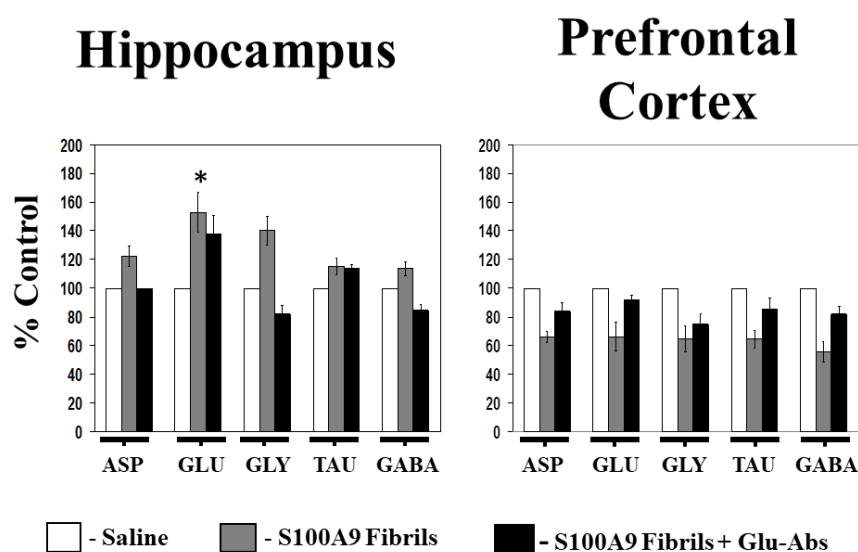 Hippocampus
Prefrontal
Cortex
% Control
200
180
160
140
120
100
80
60
40
20
0
*
ASP GLU GLY TAU GABA
200
180
160
140
120
100
80
60
40
20
0
ASP GLU GLY TAU GABA
- Saline
- S100A9 Fibrils
- S100A9 Fibrils + Glu-Abs